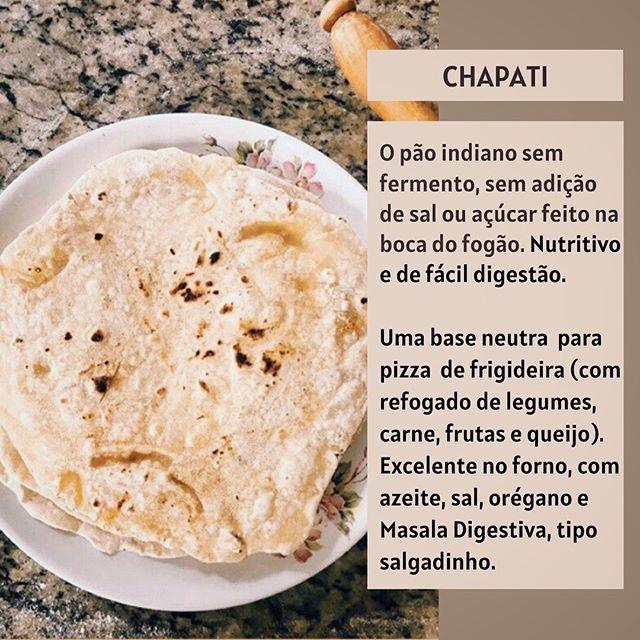 CHAPATI
O pão indiano sem
fermento, sem adição
de sal ou açúcar feito na
boca do fogão. Nutritivo
e de fácil digestão.
Uma base neutra para
pizza de frigideira (com
refogado de legumes,
carne, frutas e queijo).
Excelente no forno, com
azeite, sal, orégano e
Masala Digestiva, tipo
salgadinho.